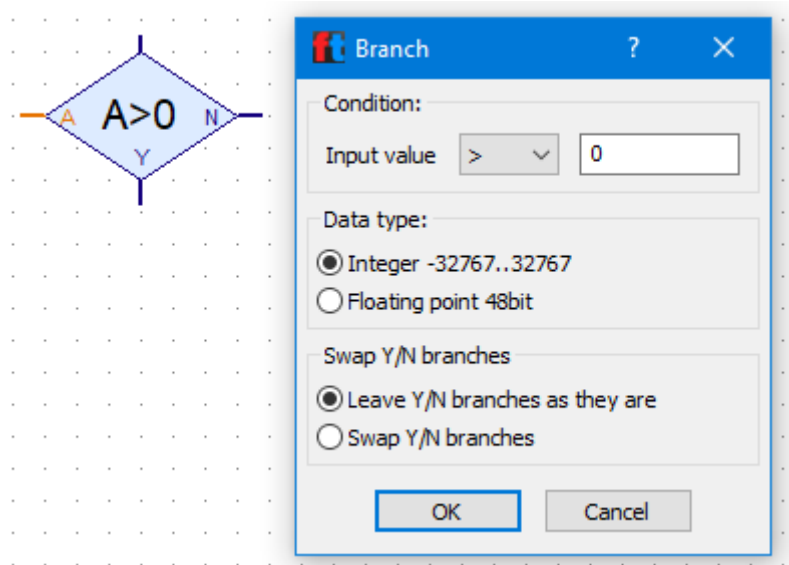 A A>0 N
Y
ft Branch ?
Condition:
Input value > 0
Data type:
Integer -32767..32767
Floating point 48bit
Swap Y/N branches
Leave Y/N branches as they are
Swap Y/N branches
OK Cancel